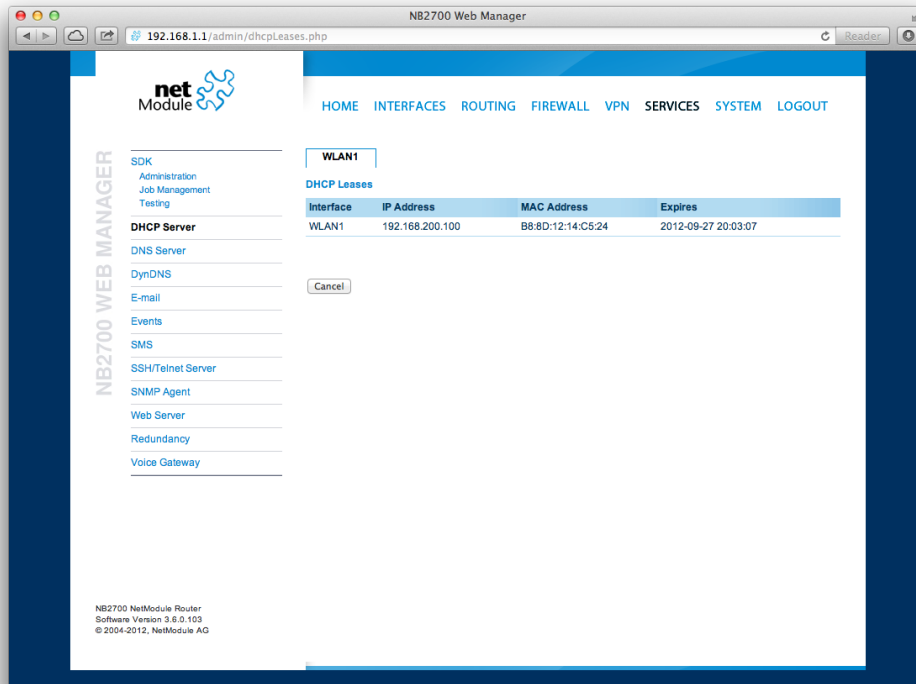 NB2700 Web Manager
192.168.1.1/admin/dhcpLeases.php
Reader
net
Module
HOME INTERFACES ROUTING FIREWALL VPN SERVICES SYSTEM LOGOUT
NB2700 WEB MANAGER
SDK
Administration
Job Management
Testing
DHCP Server
DNS Server
DynDNS
E-mail
Events
SMS
SSH/Telnet Server
SNMP Agent
Web Server
Redundancy
Voice Gateway
WLAN1
DHCP Leases
Interface IP Address MAC Address Expires
WLAN1 192.168.200.100 B8:8D:12:14:C5:24 2012-09-27 20:03:07
Cancel
NB2700 NetModule Router
Software Version 3.6.0.103
© 2004-2012, NetModule AG